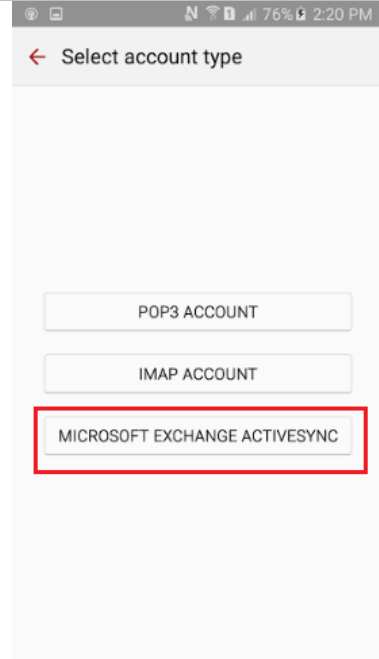 76% 2:20 PM
Select account type
POP3 ACCOUNT
IMAP ACCOUNT
MICROSOFT EXCHANGE ACTIVESYNC